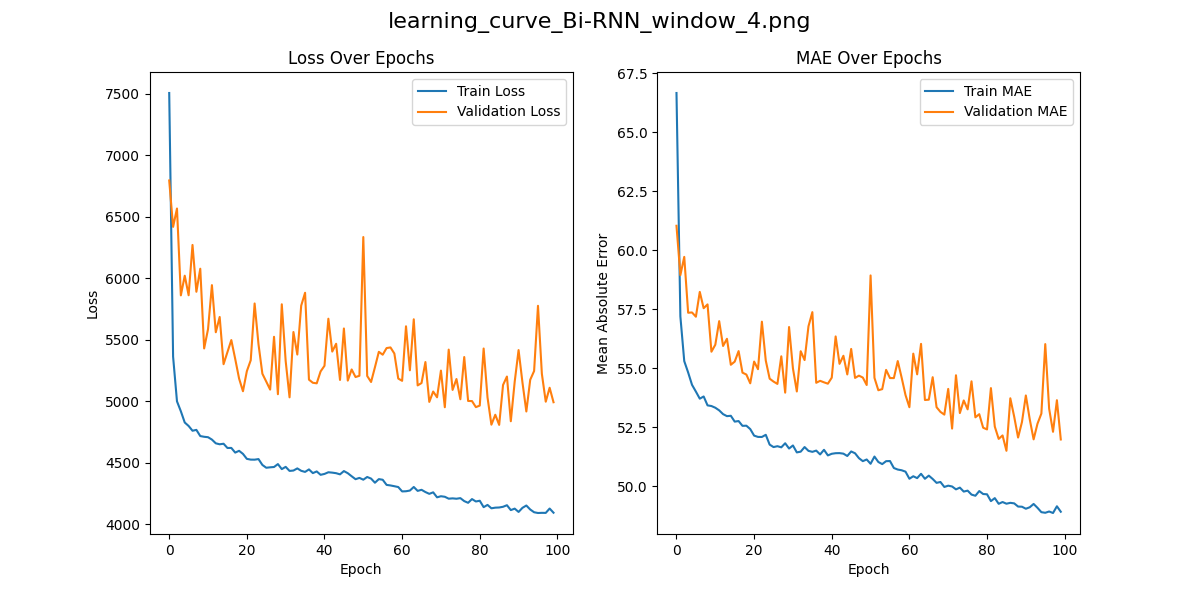 learning_curve_Bi-RNN_window_4.png
Loss Over Epochs
Train Loss
Validation Loss
7500
7000
6500
6000
5500
5000
4500
4000
Loss
0 20 40 60 80 100
Epoch
MAE Over Epochs
Train MAE
Validation MAE
67.5
65.0
62.5
60.0
57.5
55.0
52.5
50.0
Mean Absolute Error
0 20 40 60 80 100
Epoch